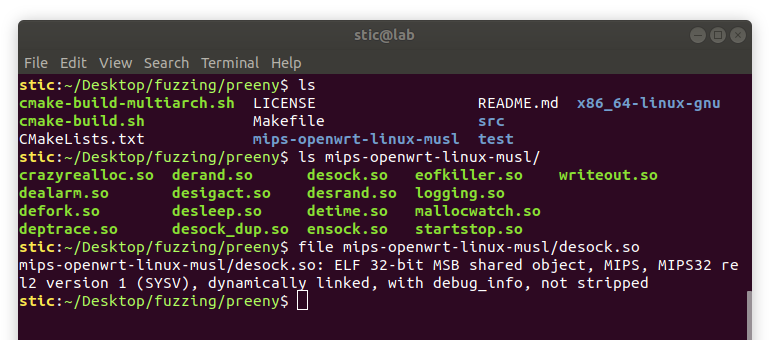 stic@lab
File Edit View Search Terminal Help
stic:~/Desktop/fuzzing/preeny$ ls
cmake-build-multiarch.sh LICENSE README.md x86_64-linux-gnu
cmake-build.sh Makefile src
CMakeLists.txt mips-openwrt-linux-musl test
stic:~/Desktop/fuzzing/preeny$ ls mips-openwrt-linux-musl/
crazyrealloc.so derand.so desock.so eofkiller.so writeout.so
dealarm.so desigact.so desrand.so logging.so
defork.so desleep.so detime.so mallocwatch.so
deptrace.so desock_dup.so ensock.so startstop.so
stic:~/Desktop/fuzzing/preeny$ file mips-openwrt-linux-musl/desock.so
mips-openwrt-linux-musl/desock.so: ELF 32-bit MSB shared object, MIPS, MIPS32 re
l2 version 1 (SYSV), dynamically linked, with debug_info, not stripped
stic:~/Desktop/fuzzing/preeny$